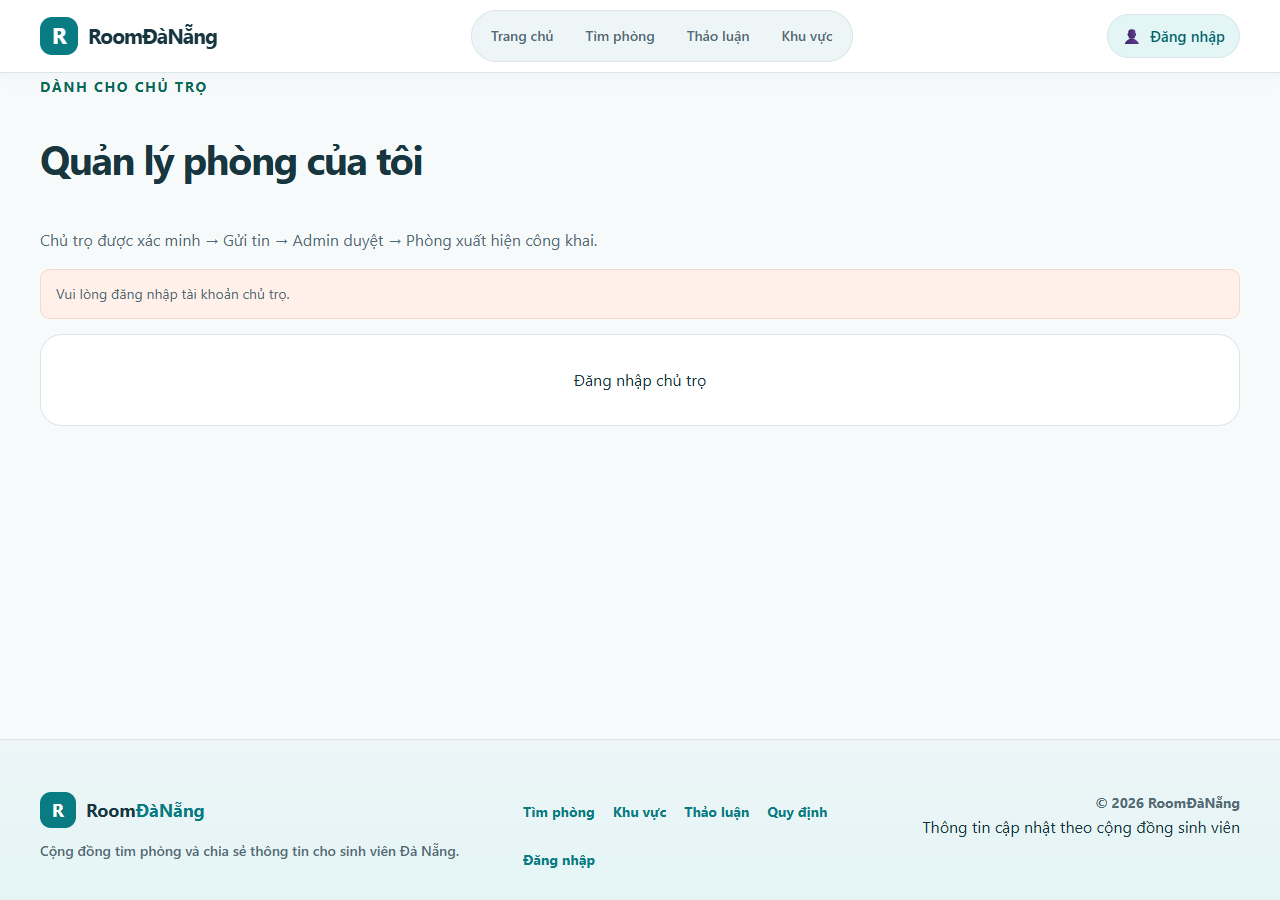 R RoomĐàNẵng
Trang chủ Tìm phòng Thảo luận Khu vực
Đăng nhập
DÀNH CHO CHỦ TRỌ
Quản lý phòng của tôi
Chủ trọ được xác minh → Gửi tin → Admin duyệt → Phòng xuất hiện công khai.
Vui lòng đăng nhập tài khoản chủ trọ.
Đăng nhập chủ trọ
R RoomĐàNẵng
Cộng đồng tìm phòng và chia sẻ thông tin cho sinh viên Đà Nẵng.
Tìm phòng Khu vực Thảo luận Quy định
Đăng nhập
© 2026 RoomĐàNẵng
Thông tin cập nhật theo cộng đồng sinh viên